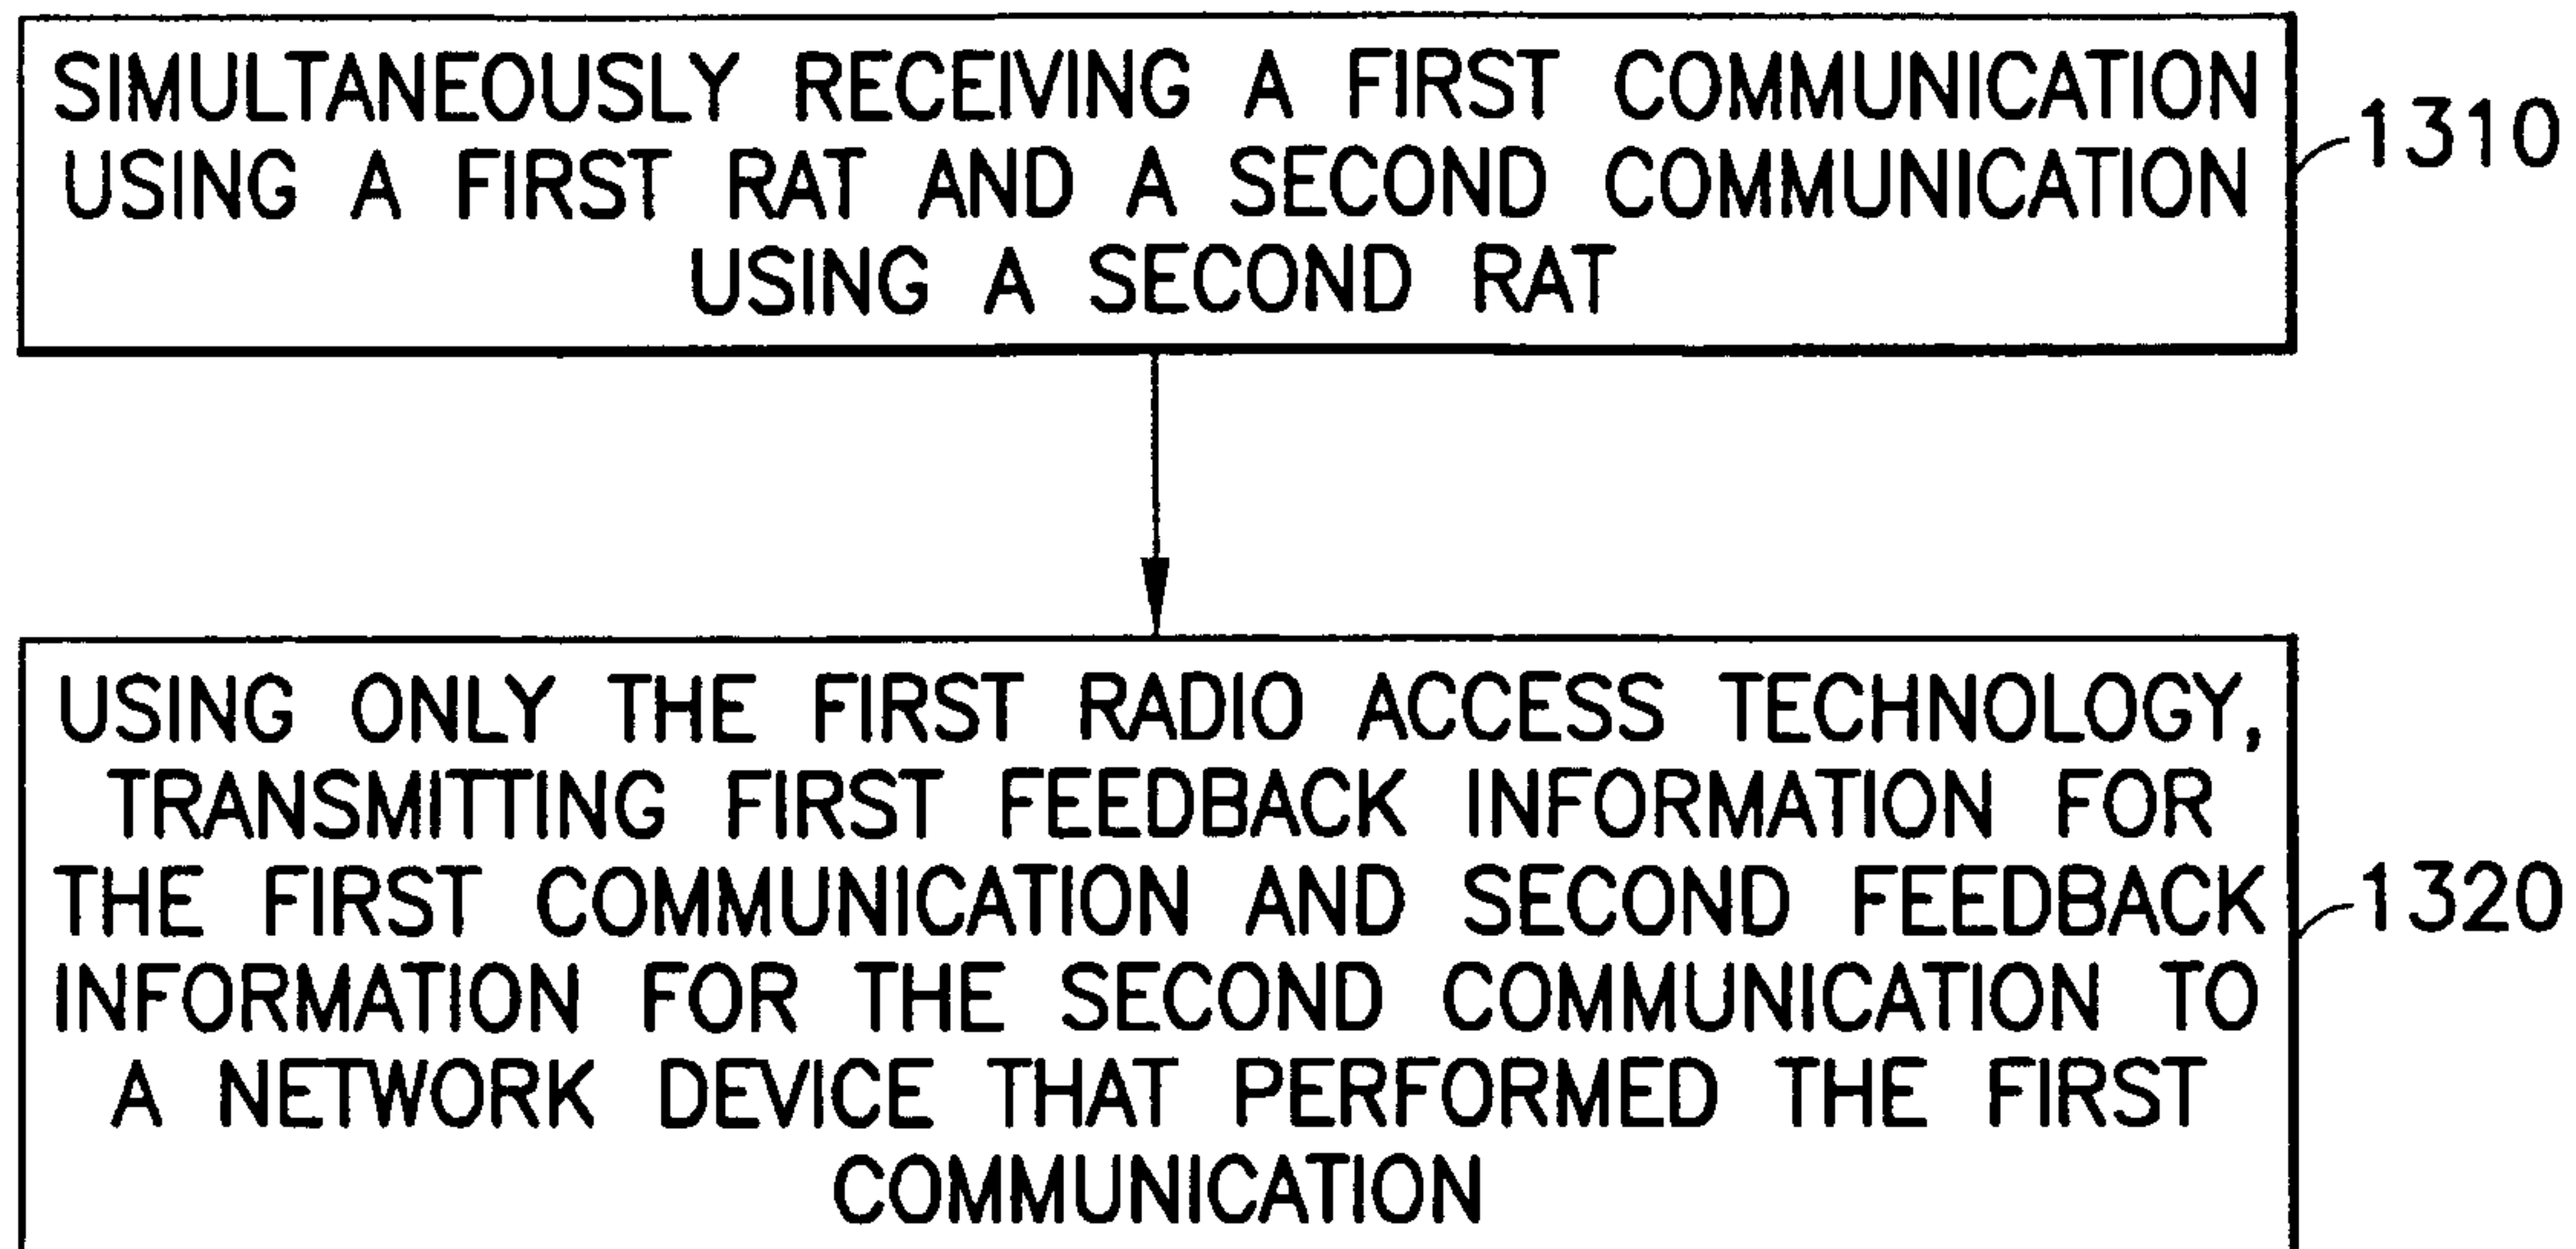 SIMULTANEOUSLY RECEIVING A FIRST COMMUNICATION
USING A FIRST RAT AND A SECOND COMMUNICATION
USING A SECOND RAT
1310
USING ONLY THE FIRST RADIO ACCESS TECHNOLOGY,
TRANSMITTING FIRST FEEDBACK INFORMATION FOR
THE FIRST COMMUNICATION AND SECOND FEEDBACK
INFORMATION FOR THE SECOND COMMUNICATION TO
A NETWORK DEVICE THAT PERFORMED THE FIRST
COMMUNICATION
1320